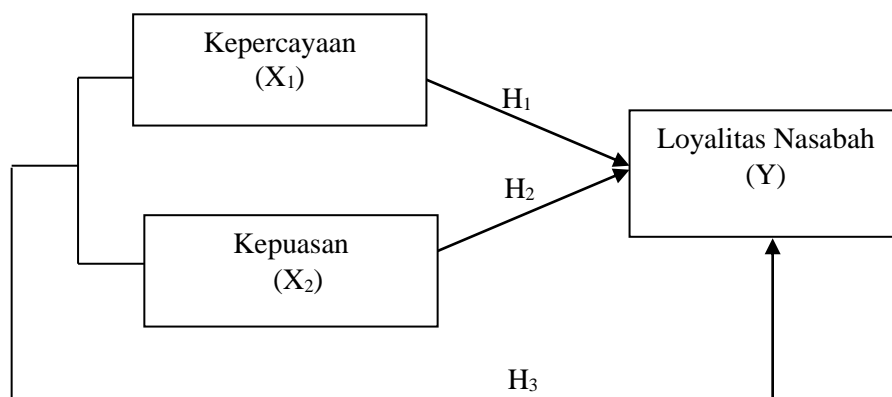 Kepercayaan
(X₁)
H₁
Loyalitas Nasabah
(Y)
H₂
Kepuasan
(X₂)
H₃